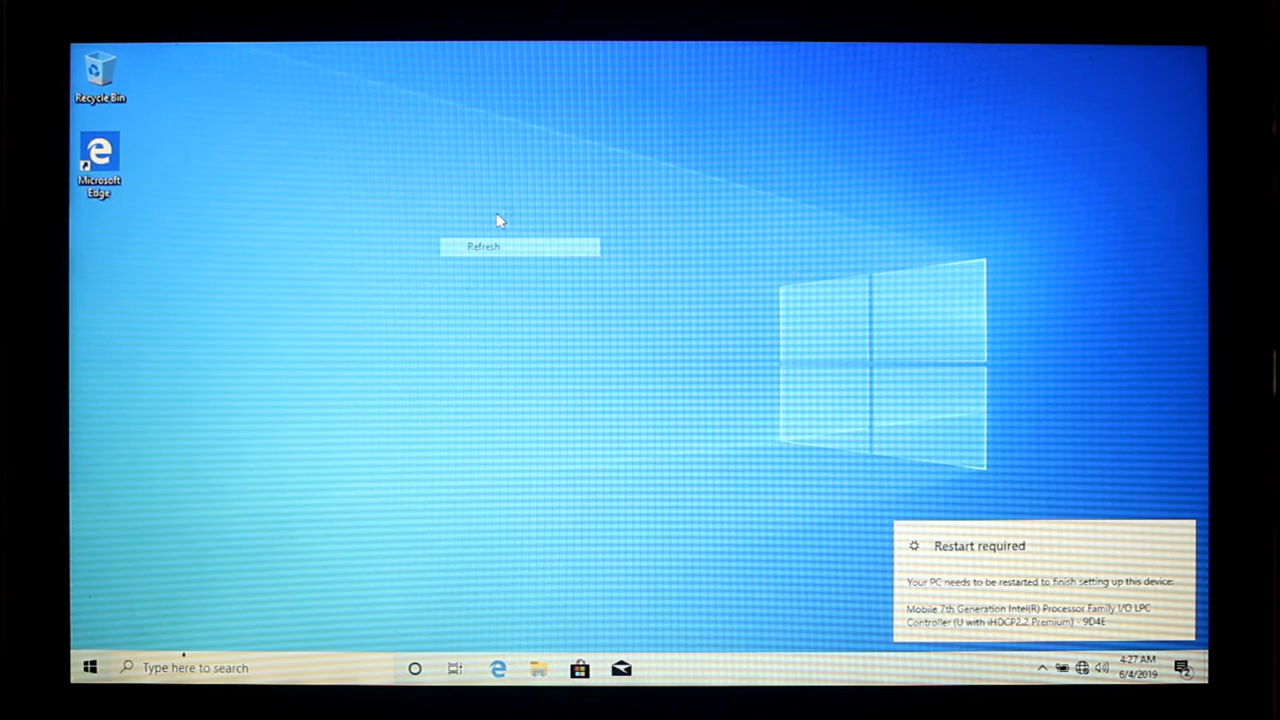 Recycle Bin
Microsoft
Edge
Refresh
Restart required
Your PC needs to be restarted to finish setting up this device:
Mobile 7th Generation Intel(R) Processor Family I/O LPC
Controller (U with iHDCP2.2 Premium) - 9D4E
Type here to search
4:27 AM
6/4/2019
2